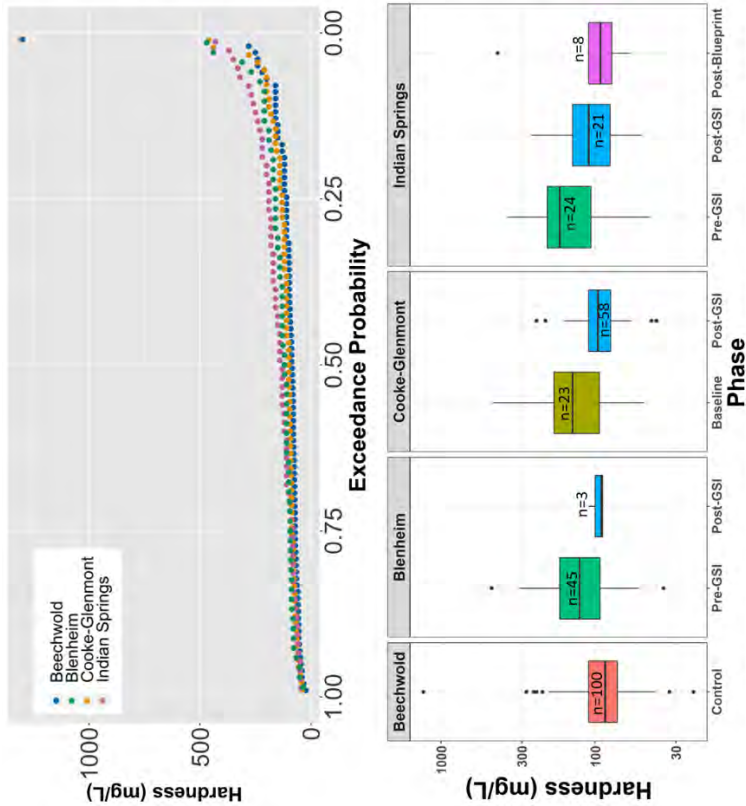 Hardness (mg/L)
1000
500
0
Beechwold
Blenheim
Cooke-Glenmont
Indian Springs
1.00
0.75
0.50
0.25
0.00
Exceedance Probability
Hardness (mg/L)
1000
300
100
30
Beechwold
Blenheim
Cooke-Glenmont
Indian Springs
n=100
n=45
n=3
n=23
n=58
n=24
n=21
n=8
Control
Pre-GSI
Post-GSI
Baseline
Post-GSI
Pre-GSI
Post-GSI
Post-Blueprint
Phase